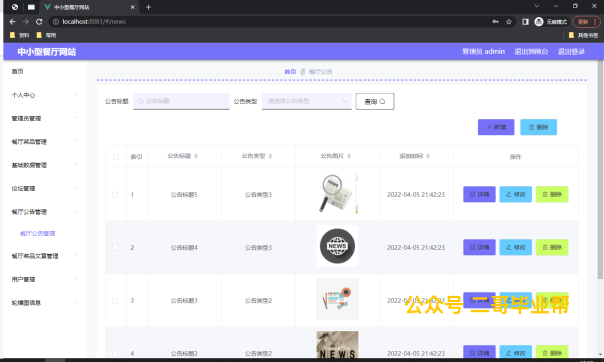 中小型餐厅网站
localhost:8081/#/news
无痕模式
更新
资料
常用
其他书签
中小型餐厅网站
管理员 admin
退出到前台
退出登录
首页
个人中心
管理员管理
餐厅菜品管理
基础数据管理
论坛管理
餐厅公告管理
餐厅公告管理
餐厅菜品文章管理
用户管理
轮播图信息
首页 餐厅公告
公告标题 公告标题 公告类型 请选择公告类型 查询
新增 删除
索引 公告标题 公告类型 公告图片 添加时间 操作
1 公告标题5 公告类型3 NEWS 2022-04-05 21:42:23 详情 修改 删除
2 公告标题4 公告类型3 NEWS 2022-04-05 21:42:23 详情 修改 删除
3 公告标题3 公告类型2 2022-04-05 21:42:23 详情 修改 删除
公众号 二哥毕业帮
4 公告标题2 公告类型3 NEWS 2022-04-05 21:42:23 详情 修改 删除